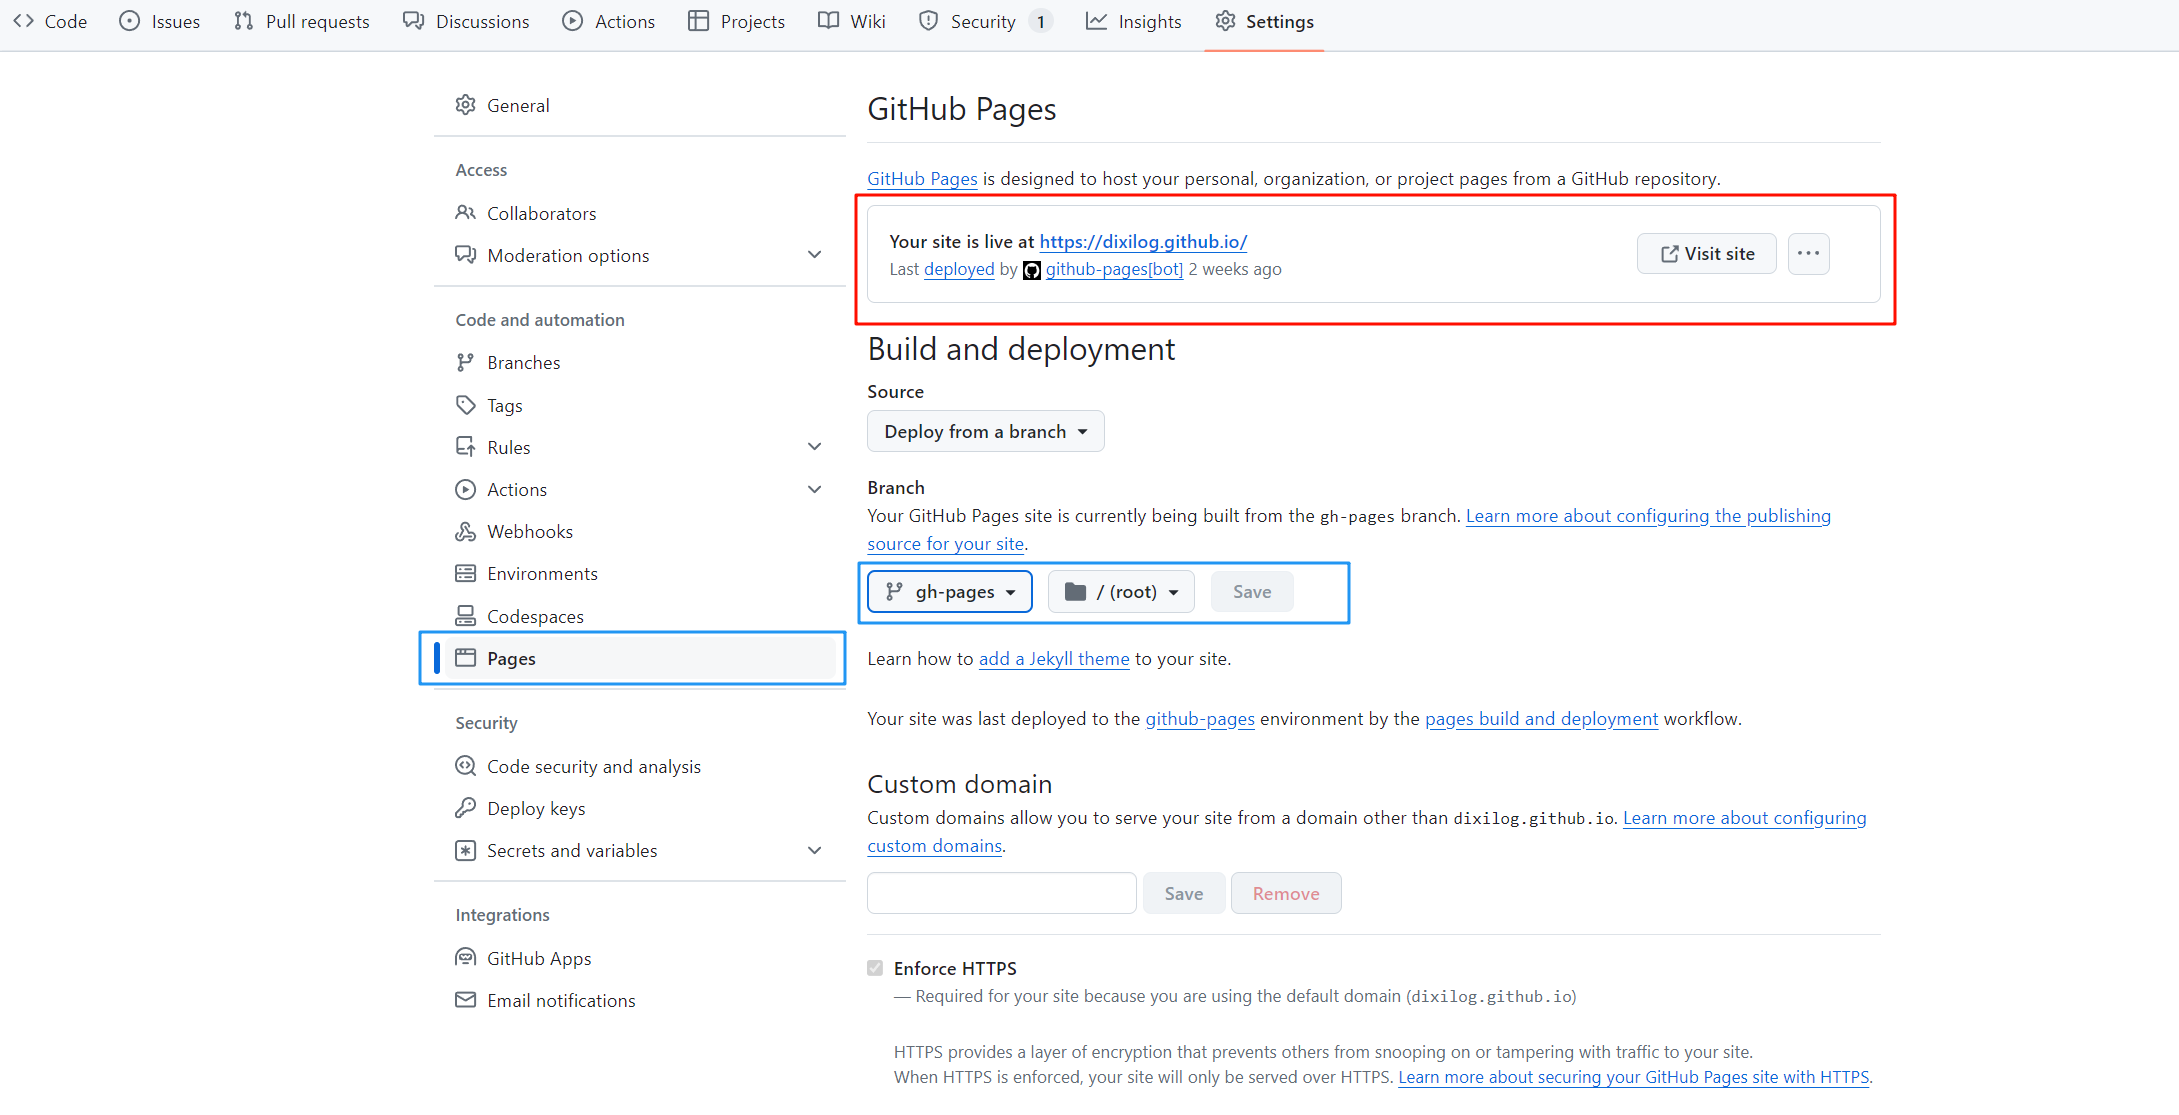 Code Issues Pull requests Discussions Actions Projects Wiki Security 1 Insights Settings
General
Access
Collaborators
Moderation options
Code and automation
Branches
Tags
Rules
Actions
Webhooks
Environments
Codespaces
Pages
Security
Code security and analysis
Deploy keys
Secrets and variables
Integrations
GitHub Apps
Email notifications
GitHub Pages
GitHub Pages is designed to host your personal, organization, or project pages from a GitHub repository.
Your site is live at https://dixilog.github.io/
Last deployed by github-pages[bot] 2 weeks ago
Visit site
Build and deployment
Source
Deploy from a branch
Branch
Your GitHub Pages site is currently being built from the gh-pages branch. Learn more about configuring the publishing
source for your site.
gh-pages / (root) Save
Learn how to add a Jekyll theme to your site.
Your site was last deployed to the github-pages environment by the pages build and deployment workflow.
Custom domain
Custom domains allow you to serve your site from a domain other than dixilog.github.io. Learn more about configuring
custom domains.
Save Remove
Enforce HTTPS
— Required for your site because you are using the default domain (dixilog.github.io)
HTTPS provides a layer of encryption that prevents others from snooping on or tampering with traffic to your site.
When HTTPS is enforced, your site will only be served over HTTPS. Learn more about securing your GitHub Pages site with HTTPS.